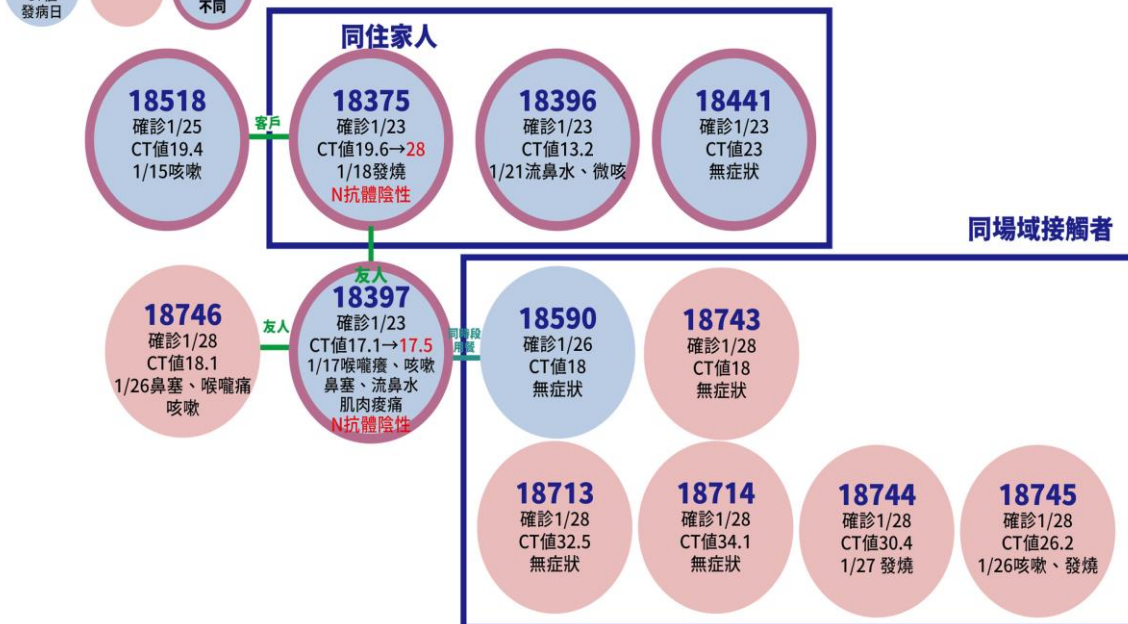 發病日
不同
同住家人
18518
確診1/25
CT值19.4
1/15咳嗽
客戶
18375
確診1/23
CT值19.6→28
1/18發燒
N抗體陰性
18396
確診1/23
CT值13.2
1/21流鼻水、微咳
18441
確診1/23
CT值23
無症狀
同場域接觸者
18746
確診1/28
CT值18.1
1/26鼻塞、喉嚨痛
咳嗽
友人
友人
18397
確診1/23
CT值17.1→17.5
1/17喉嚨癢、咳嗽
鼻塞、流鼻水
肌肉痠痛
N抗體陰性
同時段
用餐
18590
確診1/26
CT值18
無症狀
18743
確診1/28
CT值18
無症狀
18713
確診1/28
CT值32.5
無症狀
18714
確診1/28
CT值34.1
無症狀
18744
確診1/28
CT值30.4
1/27 發燒
18745
確診1/28
CT值26.2
1/26咳嗽、發燒